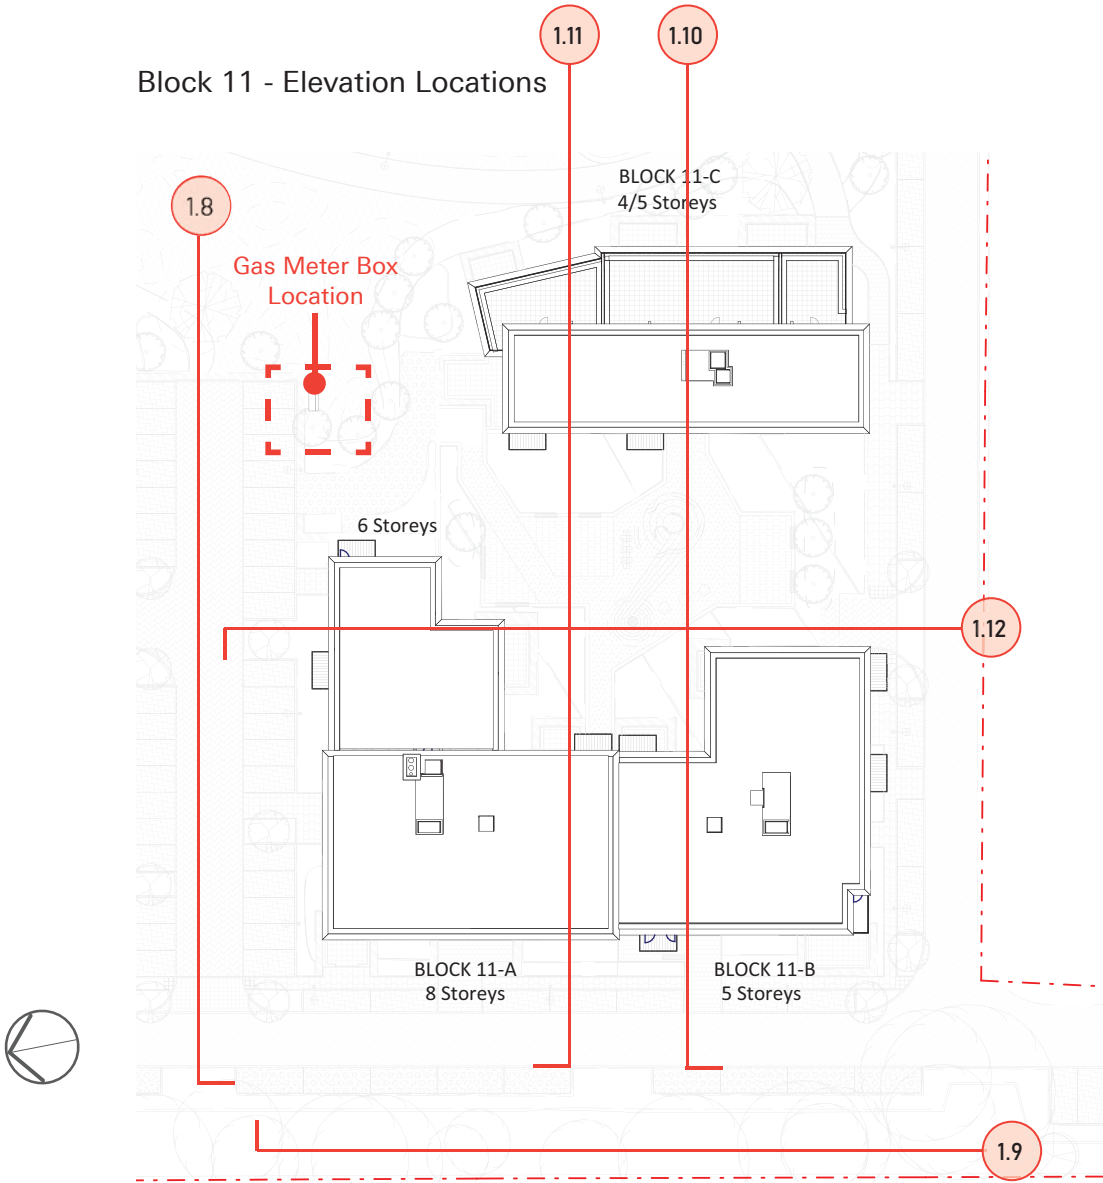 1.11
1.10
Block 11 - Elevation Locations
BLOCK 11-C
4/5 Storeys
1.8
Gas Meter Box
Location
6 Storeys
1.12
BLOCK 11-A
8 Storeys
BLOCK 11-B
5 Storeys
1.9